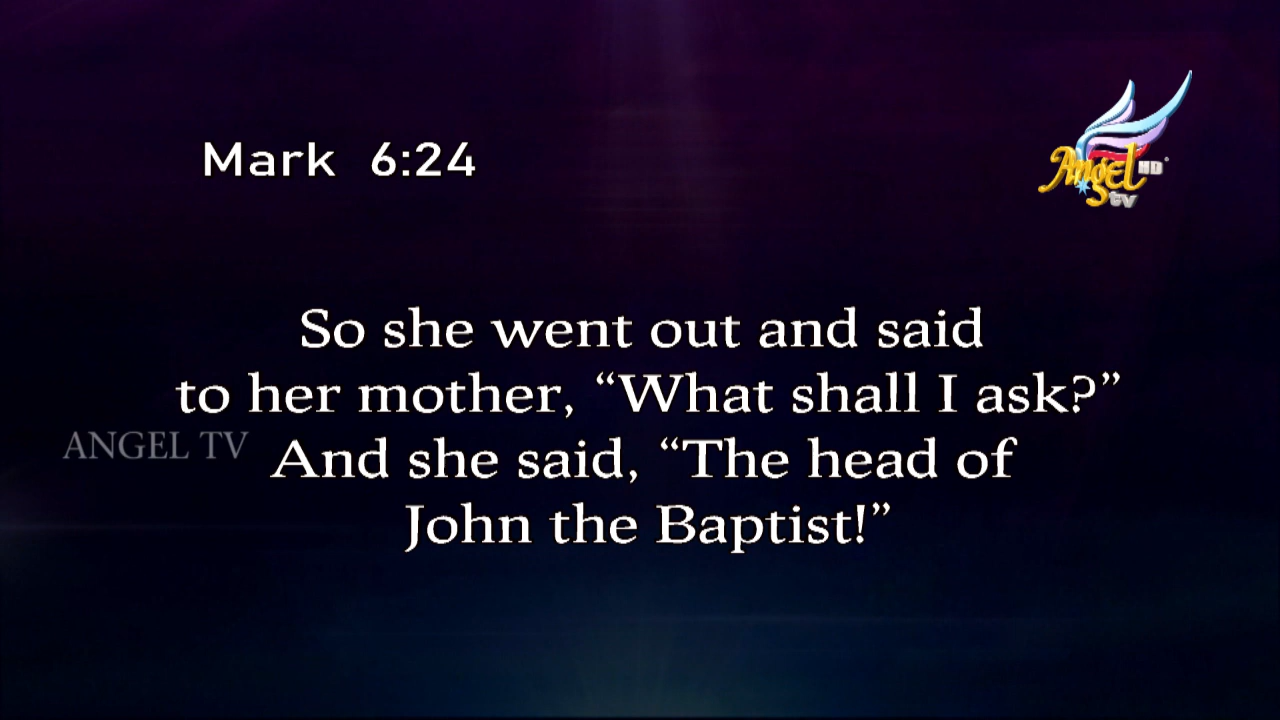 Mark 6:24
Angel HD
tv
So she went out and said
to her mother, “What shall I ask?”
ANGEL TV
And she said, “The head of
John the Baptist!”